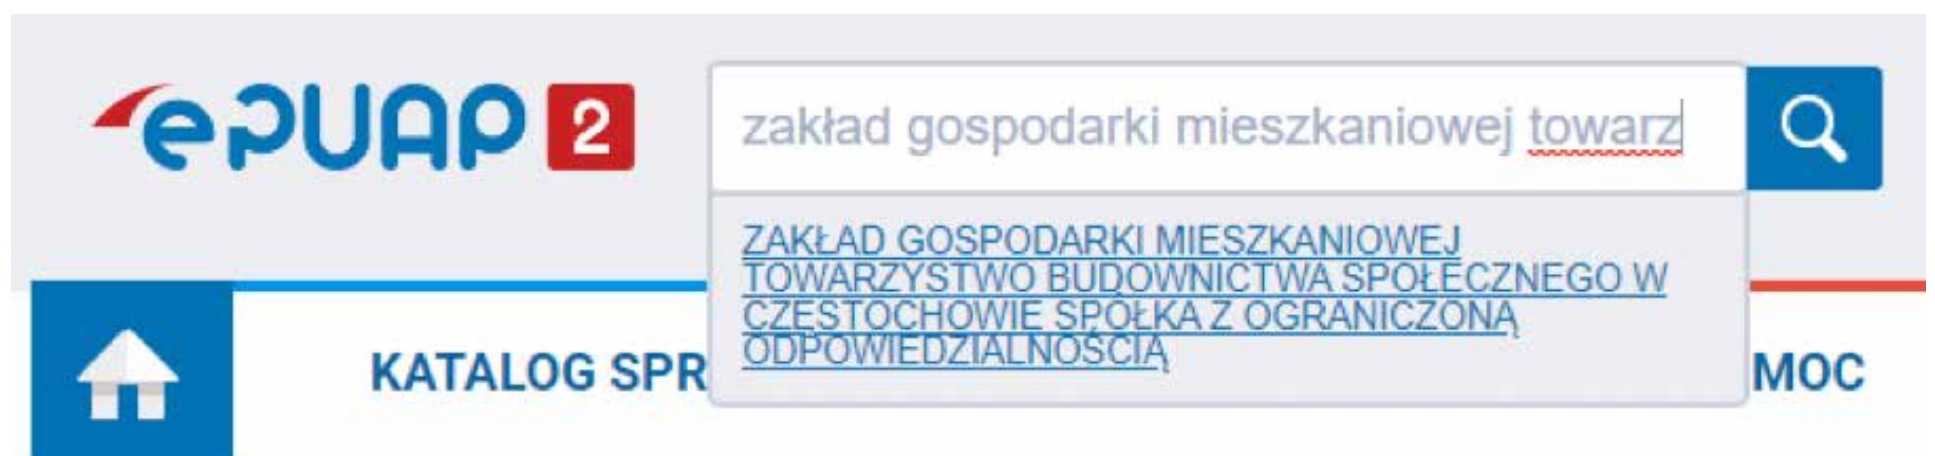 ePUAP 2
zakład gospodarki mieszkaniowej towarz
ZAKŁAD GOSPODARKI MIESZKANIOWEJ
TOWARZYSTWO BUDOWNICTWA SPOŁECZNEGO W
CZĘSTOCHOWIE SPÓŁKA Z OGRANICZONĄ
ODPOWIEDZIALNOŚCIĄ
KATALOG SPR MOC